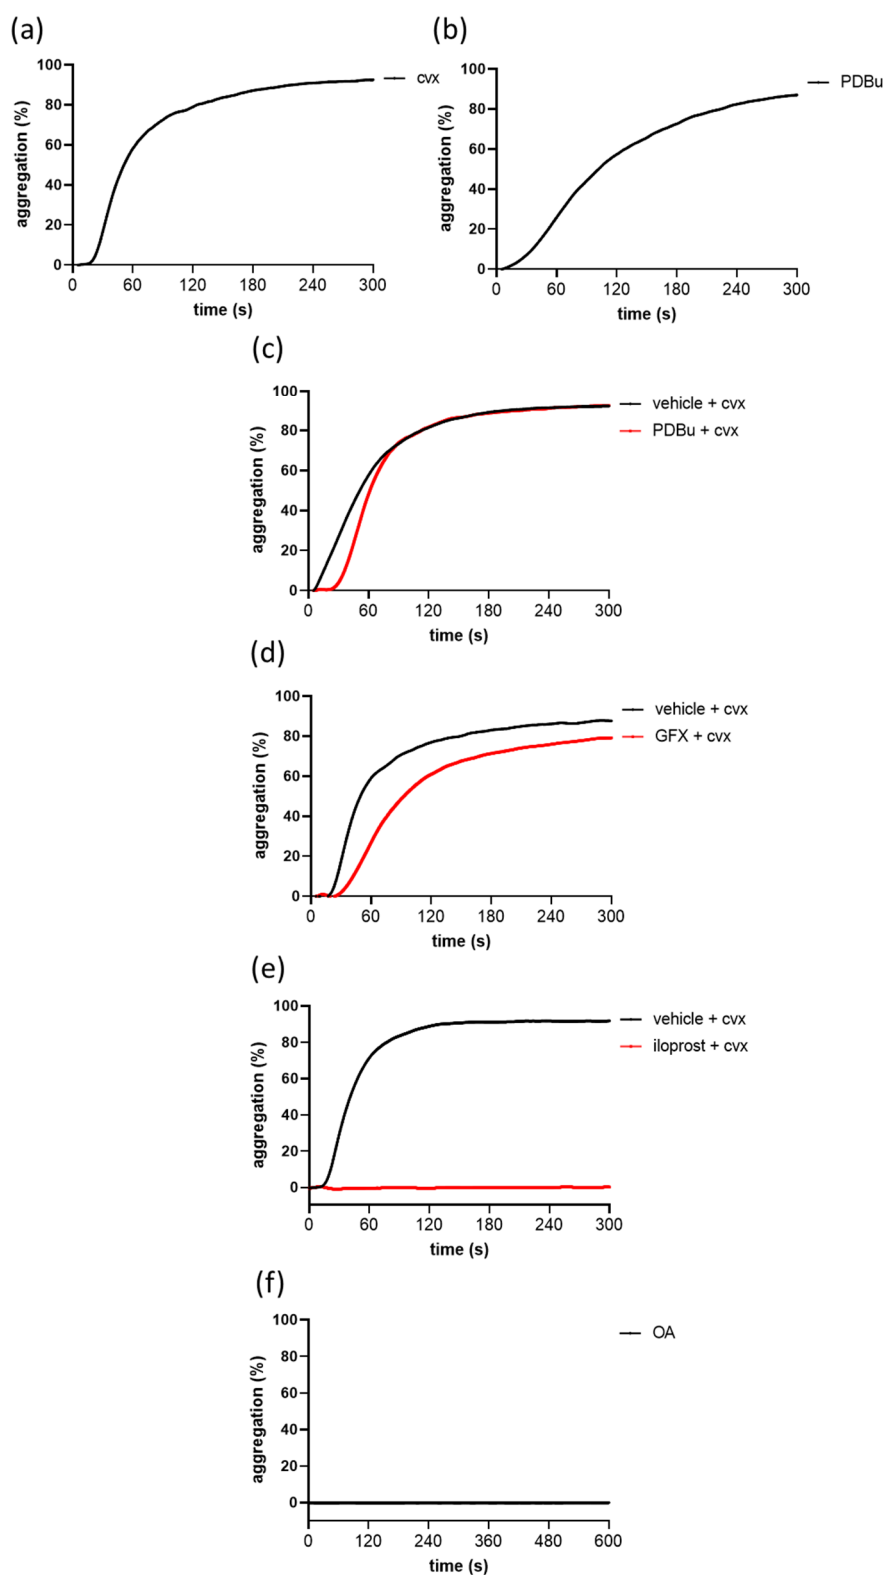 (a)
100
80
60
40
20
0
aggregation (%)
0 60 120 180 240 300
time (s)
cvx
(b)
100
80
60
40
20
0
aggregation (%)
0 60 120 180 240 300
time (s)
PDBu
(c)
100
80
60
40
20
0
aggregation (%)
0 60 120 180 240 300
time (s)
vehicle + cvx
PDBu + cvx
(d)
100
80
60
40
20
0
aggregation (%)
0 60 120 180 240 300
time (s)
vehicle + cvx
GFX + cvx
(e)
100
80
60
40
20
0
aggregation (%)
0 60 120 180 240 300
time (s)
vehicle + cvx
iloprost + cvx
(f)
100
80
60
40
20
0
aggregation (%)
0 120 240 360 480 600
time (s)
OA